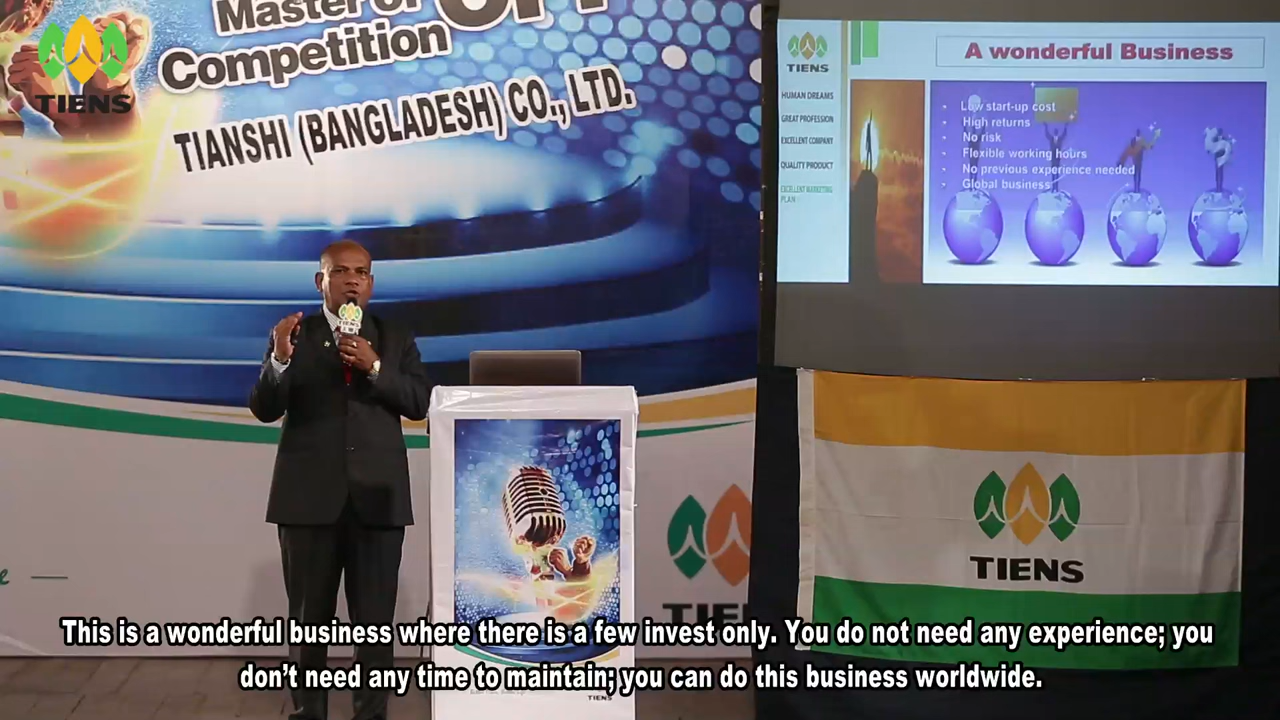 Master of
Competition
TIANSHI (BANGLADESH) CO., LTD.
TIENS
TIENS
HUMAN DREAMS
GREAT PROFESSION
EXCELLENT COMPANY
QUALITY PRODUCT
EXCELLENT MARKETING
PLAN
A wonderful Business
• Low start-up cost
• High returns
• No risk
• Flexible working hours
• No previous experience needed
• Global business
TIENS
TIENS
This is a wonderful business where there is a few invest only. You do not need any experience; you
don't need any time to maintain; you can do this business worldwide.
TIENS